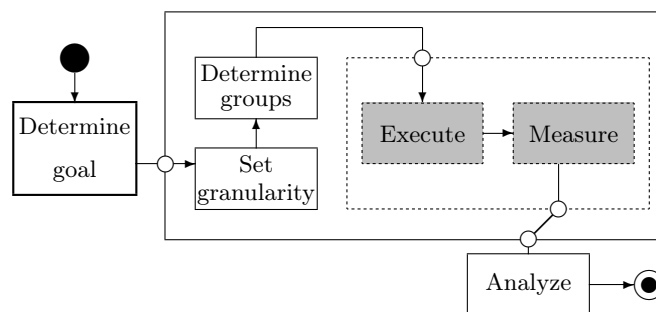 Determine
goal
Set
granularity
Determine
groups
Execute
Measure
Analyze